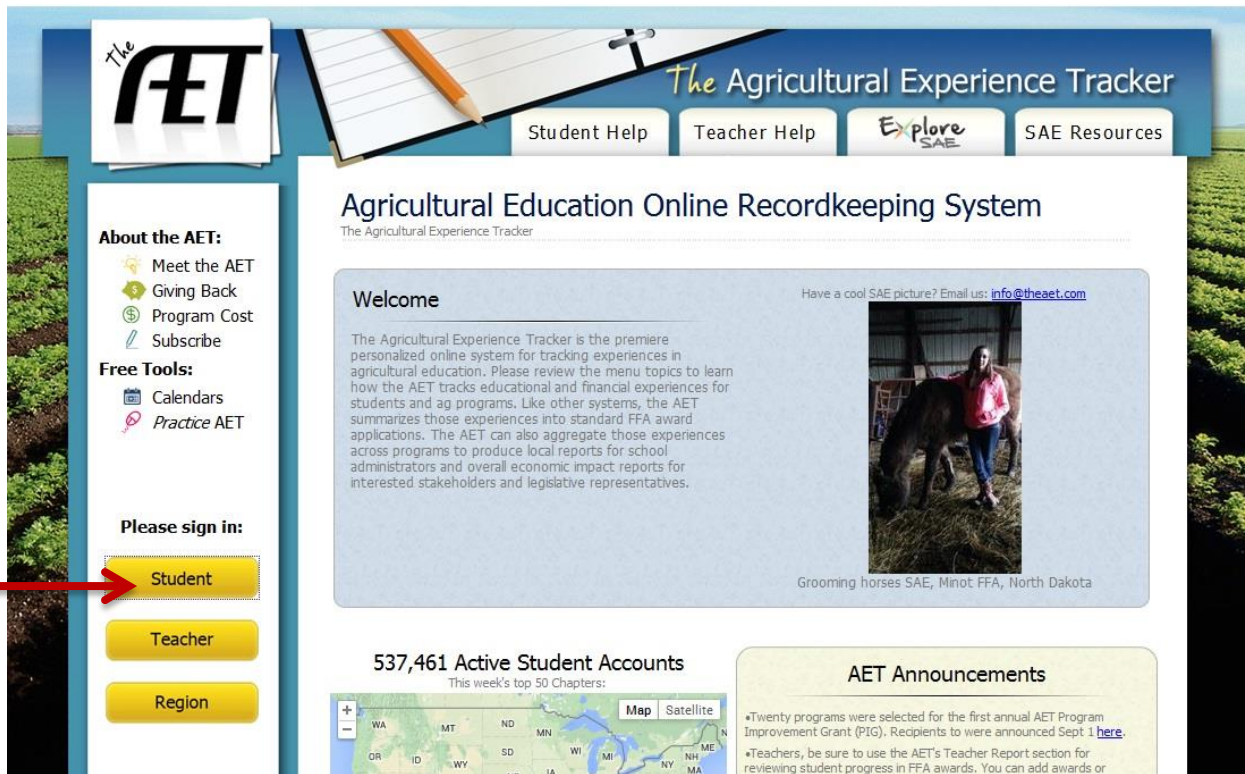 The
AET
The Agricultural Experience Tracker
Student Help
Teacher Help
Explore
SAE
SAE Resources
About the AET:
Meet the AET
Giving Back
Program Cost
Subscribe
Free Tools:
Calendars
Practice AET
Please sign in:
Student
Teacher
Region
Agricultural Education Online Recordkeeping System
The Agricultural Experience Tracker
Welcome
The Agricultural Experience Tracker is the premiere
personalized online system for tracking experiences in
agricultural education. Please review the menu topics to learn
how the AET tracks educational and financial experiences for
students and ag programs. Like other systems, the AET
summarizes those experiences into standard FFA award
applications. The AET can also aggregate those experiences
across programs to produce local reports for school
administrators and overall economic impact reports for
interested stakeholders and legislative representatives.
Have a cool SAE picture? Email us: info@theaet.com
Grooming horses SAE, Minot FFA, North Dakota
537,461 Active Student Accounts
This week's top 50 Chapters:
+
−
Map
Satellite
WA
MT
ND
MN
OR
ID
WY
SD
WI
MI
IA
NY
NH
ME
MA
AET Announcements
•Twenty programs were selected for the first annual AET Program
Improvement Grant (PIG). Recipients to were announced Sept 1 here.
•Teachers, be sure to use the AET's Teacher Report section for
reviewing student progress in FFA awards. You can add awards or